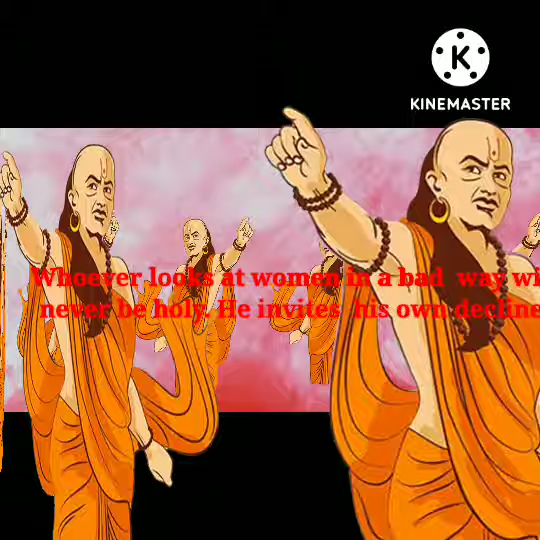 KINEMASTER
Whoever looks at women in a bad way wi
never be holy. He invites his own decline